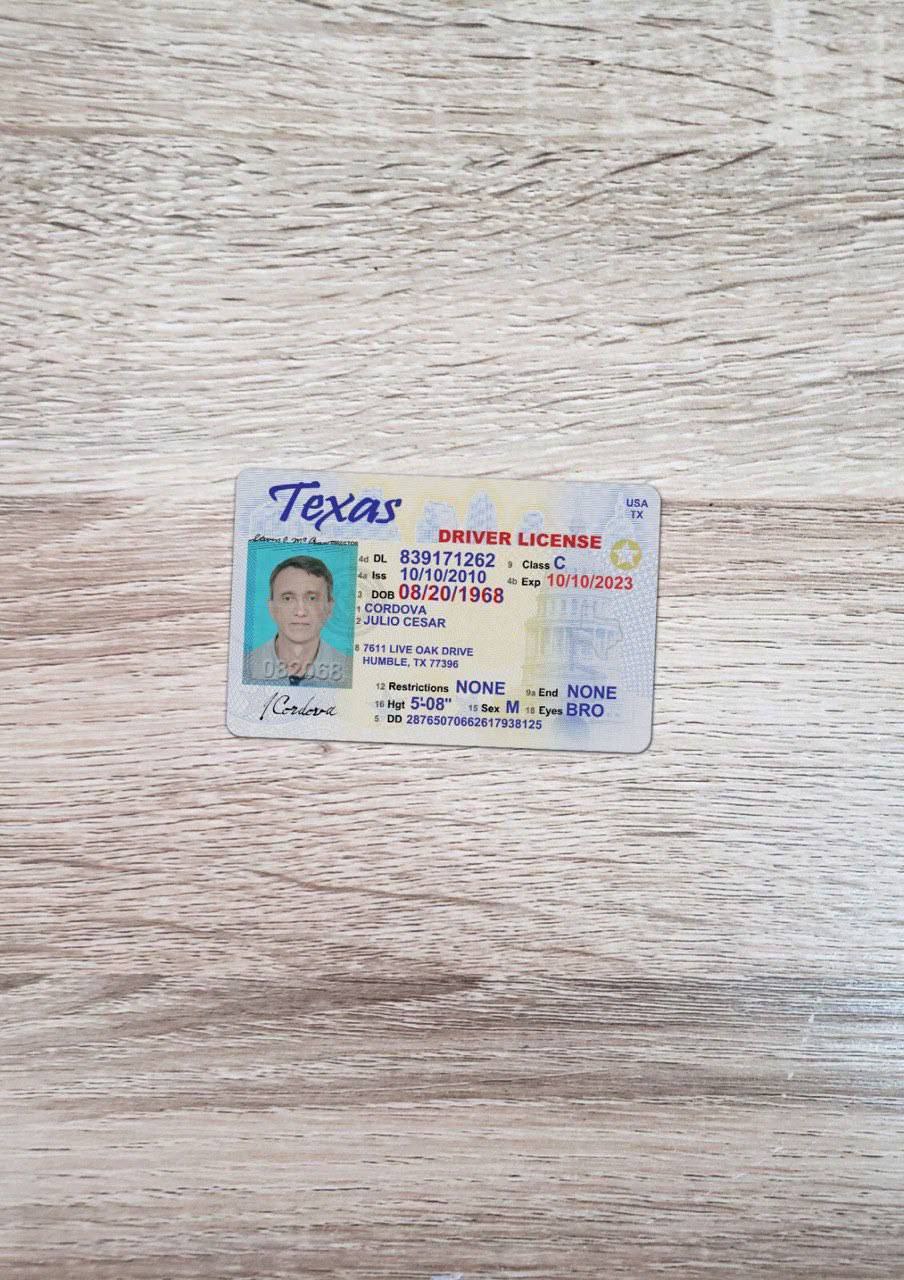 Texas
USA
TX
DRIVER LICENSE
DIRECTOR
4d DL 839171262 9 Class C
4a Iss 10/10/2010 4b Exp 10/10/2023
3 DOB 08/20/1968
1 CORDOVA
2 JULIO CESAR
8 7611 LIVE OAK DRIVE
HUMBLE, TX 77396
082068
12 Restrictions NONE 9a End NONE
16 Hgt 5'-08" 15 Sex M 18 Eyes BRO
5 DD 28765070662617938125
J Cordova